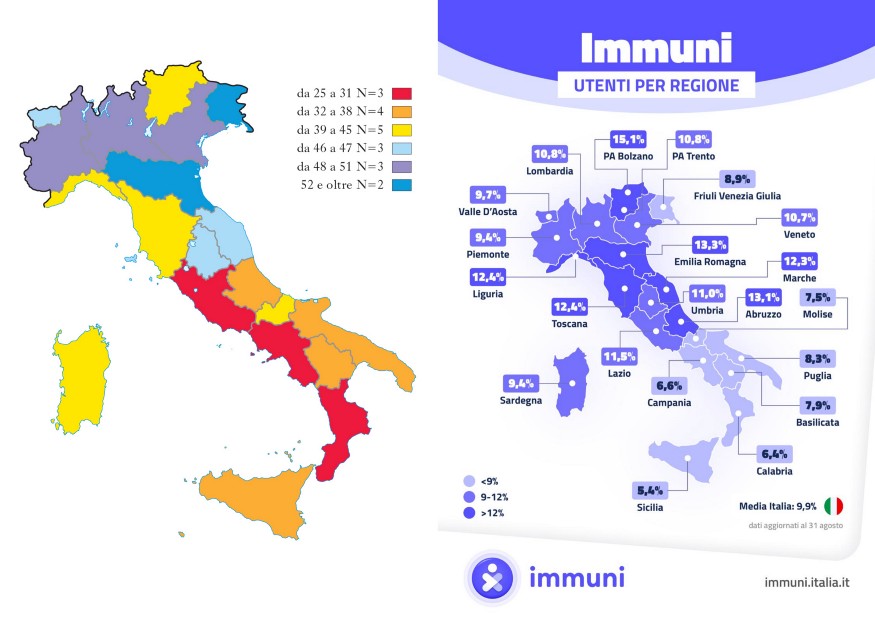 da 25 a 31 N=3
da 32 a 38 N=4
da 39 a 45 N=5
da 46 a 47 N=3
da 48 a 51 N=3
52 e oltre N=2
Immuni
UTENTI PER REGIONE
15,1%
PA Bolzano
10,8%
PA Trento
10,8%
Lombardia
8,9%
Friuli Venezia Giulia
9,7%
Valle D'Aosta
10,7%
Veneto
9,4%
Piemonte
13,3%
Emilia Romagna
12,3%
Marche
12,4%
Liguria
11,0%
Umbria
13,1%
Abruzzo
7,5%
Molise
12,4%
Toscana
11,5%
Lazio
8,3%
Puglia
9,4%
Sardegna
6,6%
Campania
7,9%
Basilicata
6,4%
Calabria
5,4%
Sicilia
<9%
9-12%
>12%
Media Italia: 9,9%
dati aggiornati al 31 agosto
immuni
immuni.italia.it